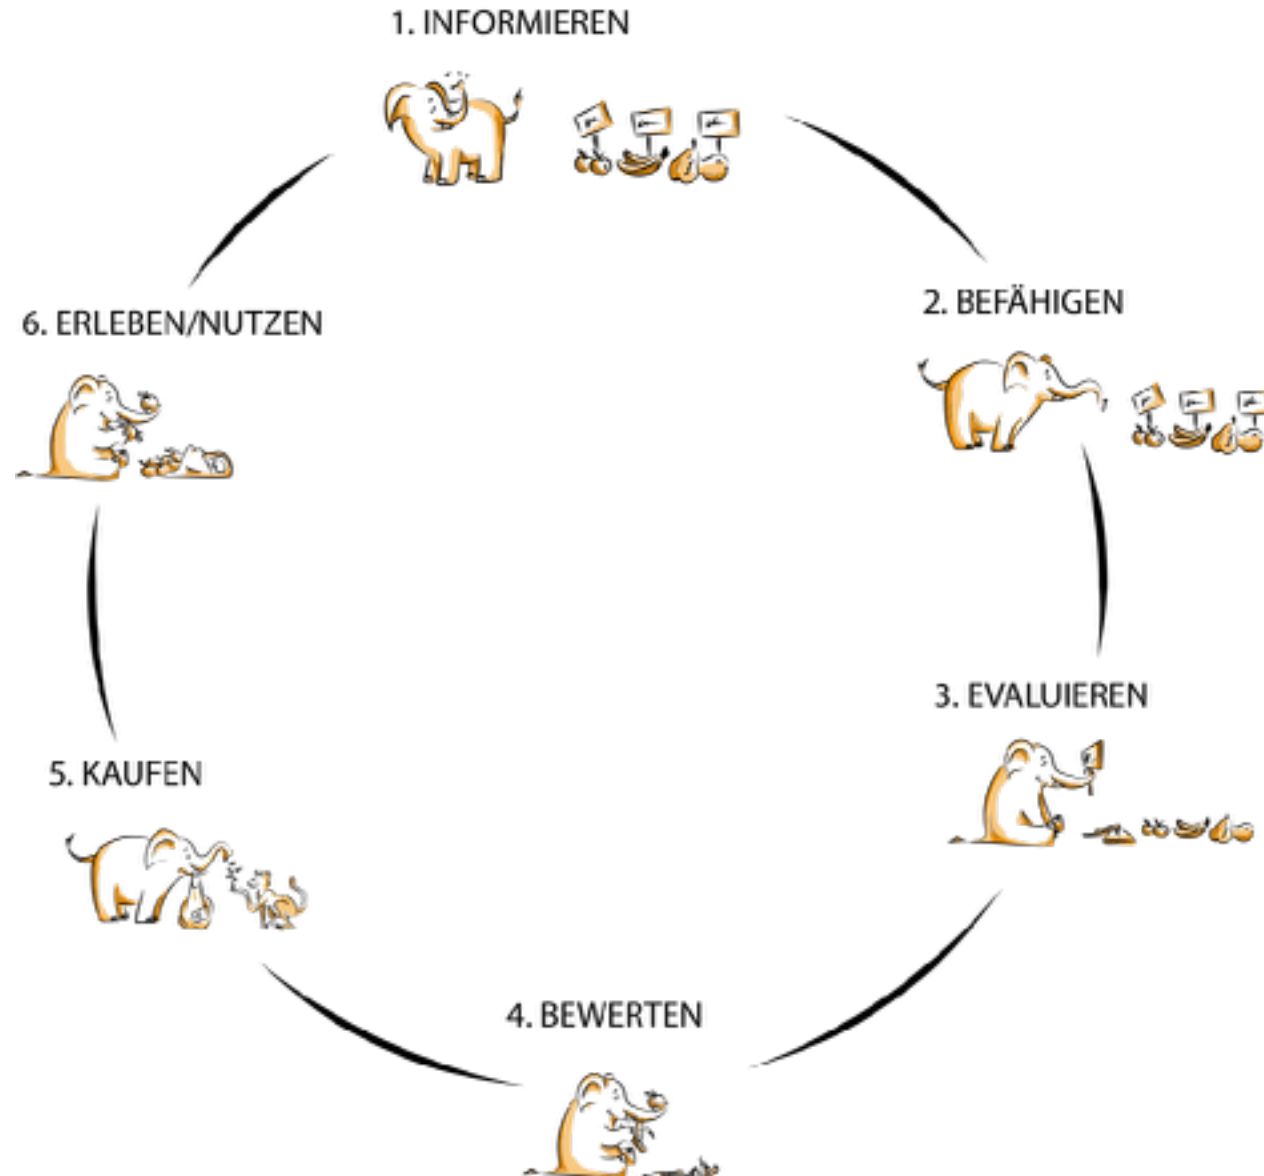 1. INFORMIEREN
2. BEFÄHIGEN
3. EVALUIEREN
4. BEWERTEN
5. KAUFEN
6. ERLEBEN/NUTZEN